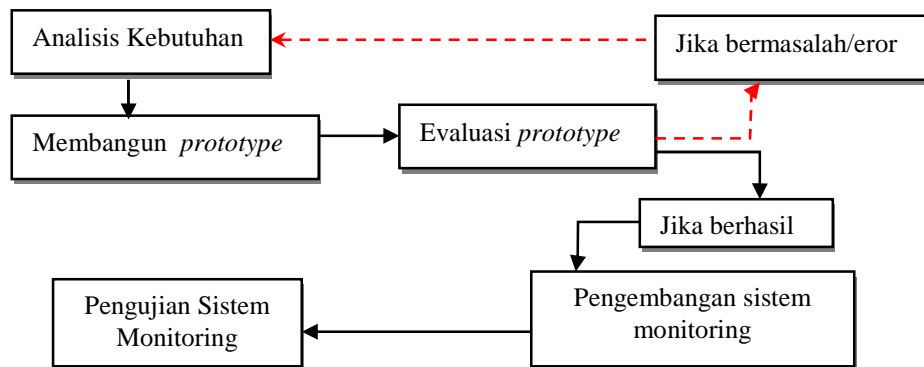 Analisis Kebutuhan
Jika bermasalah/eror
Membangun prototype
Evaluasi prototype
Jika berhasil
Pengembangan sistem
monitoring
Pengujian Sistem
Monitoring